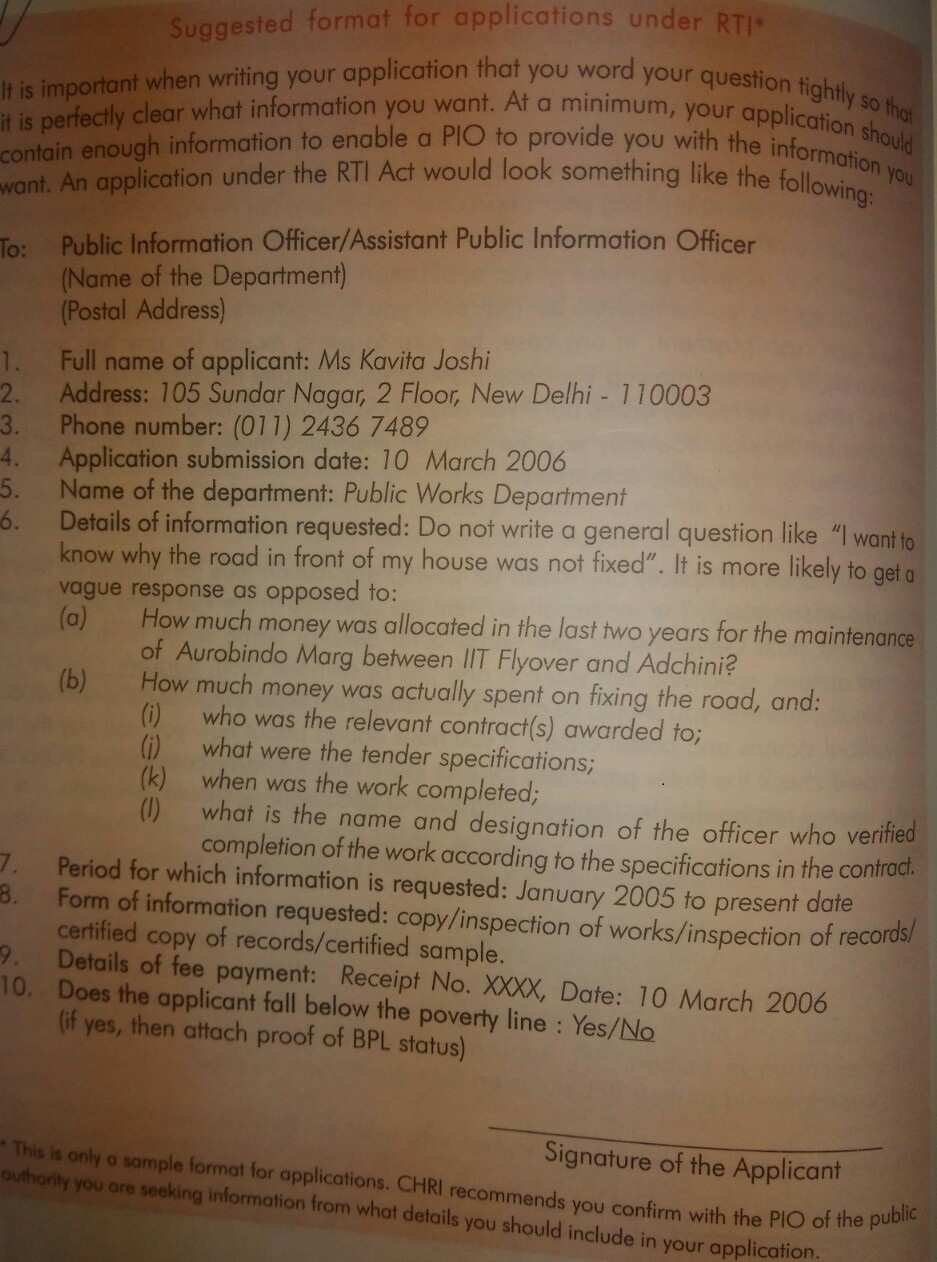 Suggested format for applications under RTI*
It is important when writing your application that you word your question tightly so that
it is perfectly clear what information you want. At a minimum, your application should
contain enough information to enable a PIO to provide you with the information you
want. An application under the RTI Act would look something like the following:
To: Public Information Officer/Assistant Public Information Officer
(Name of the Department)
(Postal Address)
1. Full name of applicant: Ms Kavita Joshi
2. Address: 105 Sundar Nagar, 2 Floor, New Delhi - 110003
3. Phone number: (011) 2436 7489
4. Application submission date: 10 March 2006
5. Name of the department: Public Works Department
6. Details of information requested: Do not write a general question like "I want to
know why the road in front of my house was not fixed". It is more likely to get a
vague response as opposed to:
(a) How much money was allocated in the last two years for the maintenance
of Aurobindo Marg between IIT Flyover and Adchini?
(b) How much money was actually spent on fixing the road, and:
(i) who was the relevant contract(s) awarded to;
(j) what were the tender specifications;
(k) when was the work completed;
(l) what is the name and designation of the officer who verified
completion of the work according to the specifications in the contract.
7. Period for which information is requested: January 2005 to present date
8. Form of information requested: copy/inspection of works/inspection of records/
certified copy of records/certified sample.
9. Details of fee payment: Receipt No. XXXX, Date: 10 March 2006
10. Does the applicant fall below the poverty line : Yes/No
(if yes, then attach proof of BPL status)
Signature of the Applicant
* This is only a sample format for applications. CHRI recommends you confirm with the PIO of the public
authority you are seeking information from what details you should include in your application.